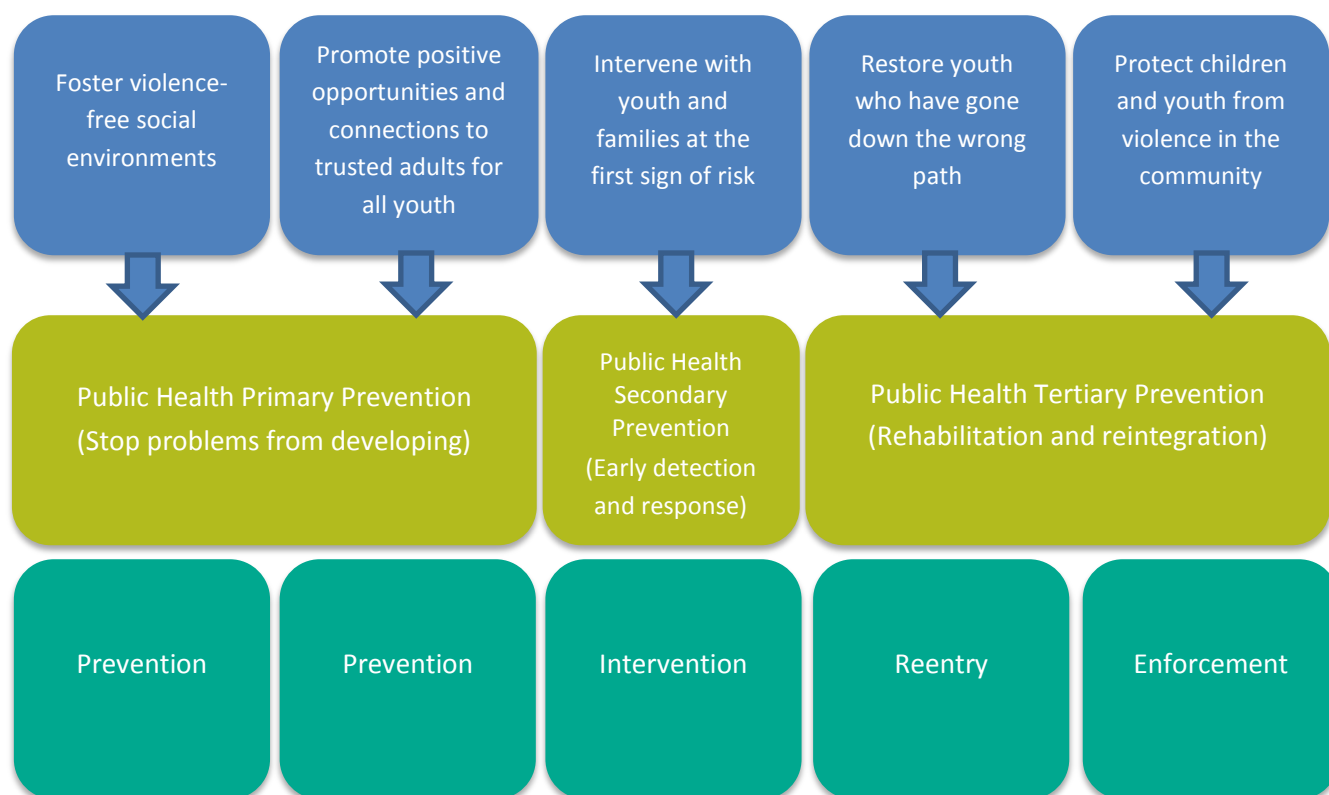 Foster violence-
free social
environments
Promote positive
opportunities and
connections to
trusted adults for
all youth
Intervene with
youth and
families at the
first sign of risk
Restore youth
who have gone
down the wrong
path
Protect children
and youth from
violence in the
community
Public Health Primary Prevention
(Stop problems from developing)
Public Health
Secondary
Prevention
(Early detection
and response)
Public Health Tertiary Prevention
(Rehabilitation and reintegration)
Prevention
Prevention
Intervention
Reentry
Enforcement